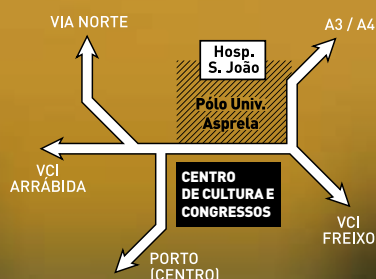 VIA NORTE
Hosp.
S. João
A3 / A4
Pólo Univ.
Asprela
VCI
ARRÁBIDA
CENTRO
DE CULTURA E
CONGRESSOS
VCI
FREIXO
PORTO
(CENTRO)